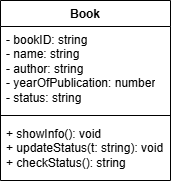 Book
- bookID: string
- name: string
- author: string
- yearOfPublication: number
- status: string
+ showInfo(): void
+ updateStatus(t: string): void
+ checkStatus(): string